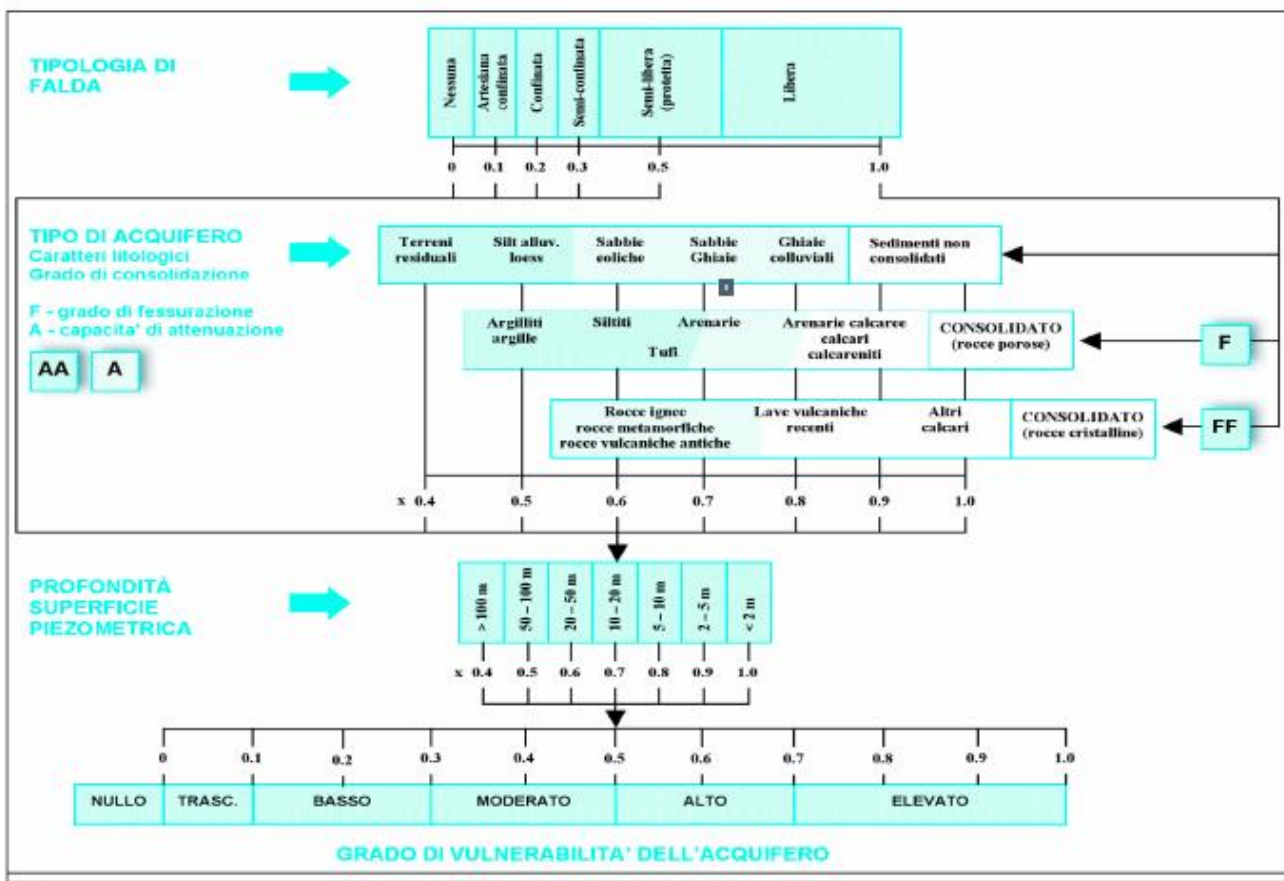 TIPOLOGIA DI
FALDA
Nessuna
Artesiana
confinata
Confinata
Semi-confinata
Semi-libera
(protetta)
Libera
0 0.1 0.2 0.3 0.5 1.0
TIPO DI ACQUIFERO
Caratteri litologici
Grado di consolidazione
F - grado di fessurazione
A - capacita' di attenuazione
AA A
Terreni
residuali
Silt alluv.
loess
Sabbie
eoliche
Sabbie
Ghiaie
Ghiaie
colluviali
Sedimenti non
consolidati
Argilliti
argille
Siltiti
Tufi
Arenarie
Arenarie calcaree
calcari
calcareniti
CONSOLIDATO
(rocce porose)
F
Rocce ignee
rocce metamorfiche
rocce vulcaniche antiche
Lave vulcaniche
recenti
Altri
calcari
CONSOLIDATO
(rocce cristalline)
FF
x 0.4 0.5 0.6 0.7 0.8 0.9 1.0
PROFONDITÀ
SUPERFICIE
PIEZOMETRICA
> 100 m
50 – 100 m
20 – 50 m
10 – 20 m
5 – 10 m
2 – 5 m
< 2 m
x 0.4 0.5 0.6 0.7 0.8 0.9 1.0
0 0.1 0.2 0.3 0.4 0.5 0.6 0.7 0.8 0.9 1.0
NULLO TRASC. BASSO MODERATO ALTO ELEVATO
GRADO DI VULNERABILITA' DELL'ACQUIFERO